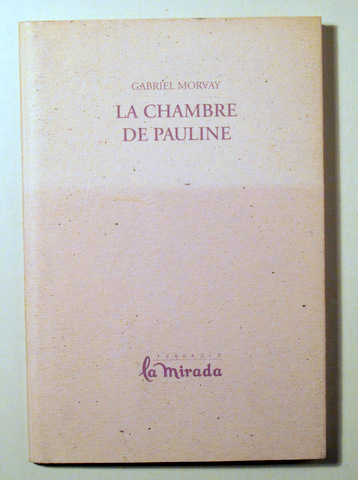 GABRIEL MORVAY
LA CHAMBRE
DE PAULINE
FUNDACIÓ
la mirada